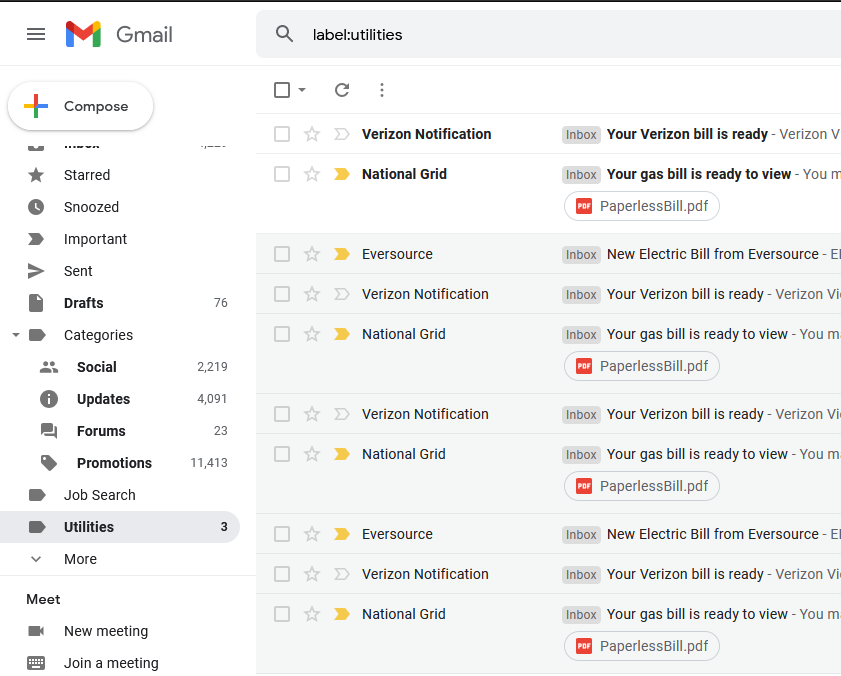 Gmail
label:utilities
Compose
Inbox
Starred
Snoozed
Important
Sent
Drafts 76
Categories
Social 2,219
Updates 4,091
Forums 23
Promotions 11,413
Job Search
Utilities 3
More
Meet
New meeting
Join a meeting
Verizon Notification Inbox Your Verizon bill is ready - Verizon V
National Grid Inbox Your gas bill is ready to view - You m
PDF PaperlessBill.pdf
Eversource Inbox New Electric Bill from Eversource -
Verizon Notification Inbox Your Verizon bill is ready - Verizon Vi
National Grid Inbox Your gas bill is ready to view - You m
PDF PaperlessBill.pdf
Verizon Notification Inbox Your Verizon bill is ready - Verizon Vi
National Grid Inbox Your gas bill is ready to view - You m
PDF PaperlessBill.pdf
Eversource Inbox New Electric Bill from Eversource -
Verizon Notification Inbox Your Verizon bill is ready - Verizon Vi
National Grid Inbox Your gas bill is ready to view - You m
PDF PaperlessBill.pdf